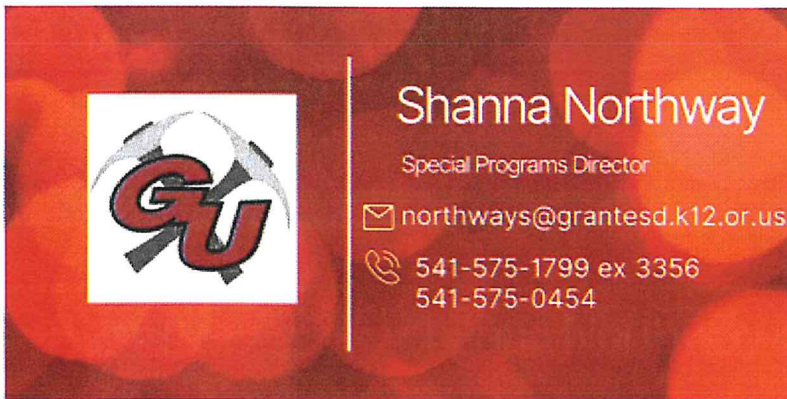 GU
Shanna Northway
Special Programs Director
northways@grantesd.k12.or.us
541-575-1799 ex 3356
541-575-0454